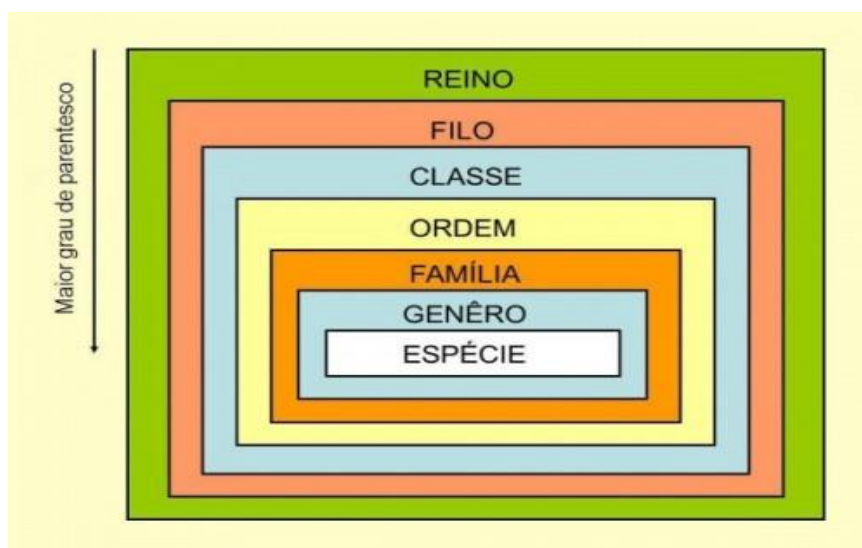 Maior grau de parentesco
REINO
FILO
CLASSE
ORDEM
FAMÍLIA
GENÊRO
ESPÉCIE